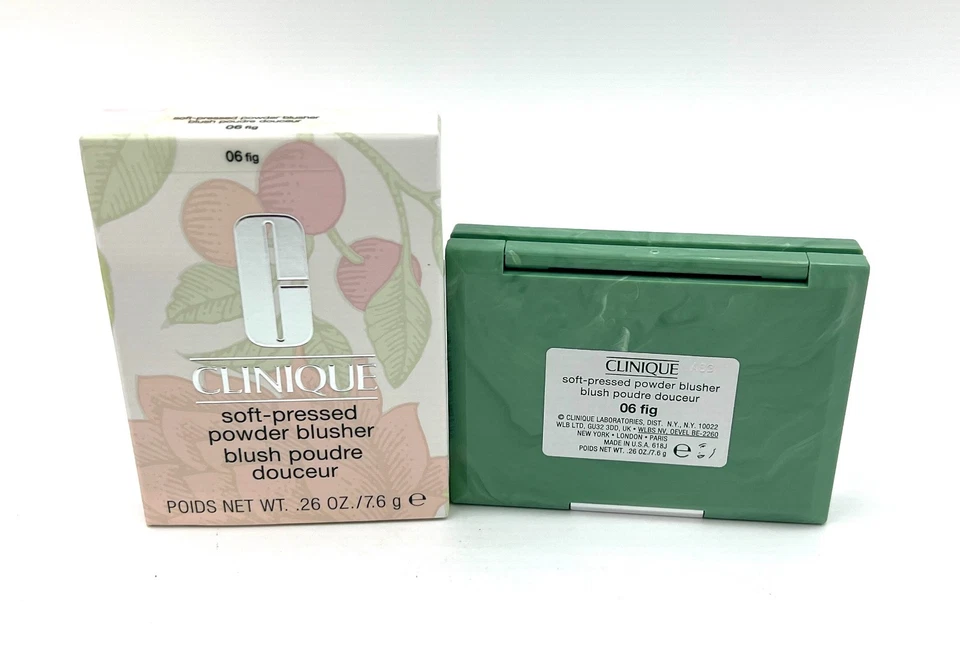 soft-pressed powder blusher
blush poudre douceur
06 fig
06 fig
CLINIQUE
soft-pressed
powder blusher
blush poudre
douceur
POIDS NET WT. .26 OZ./7.6 g ℮
CLINIQUE
soft-pressed powder blusher
blush poudre douceur
06 fig
© CLINIQUE LABORATORIES, DIST. N.Y., N.Y. 10022
WLB LTD, GU32 3DD, UK • WLBS NV, OEVEL BE-2260
NEW YORK • LONDON • PARIS
MADE IN U.S.A. 618J
POIDS NET WT. .26 OZ./7.6 g ℮